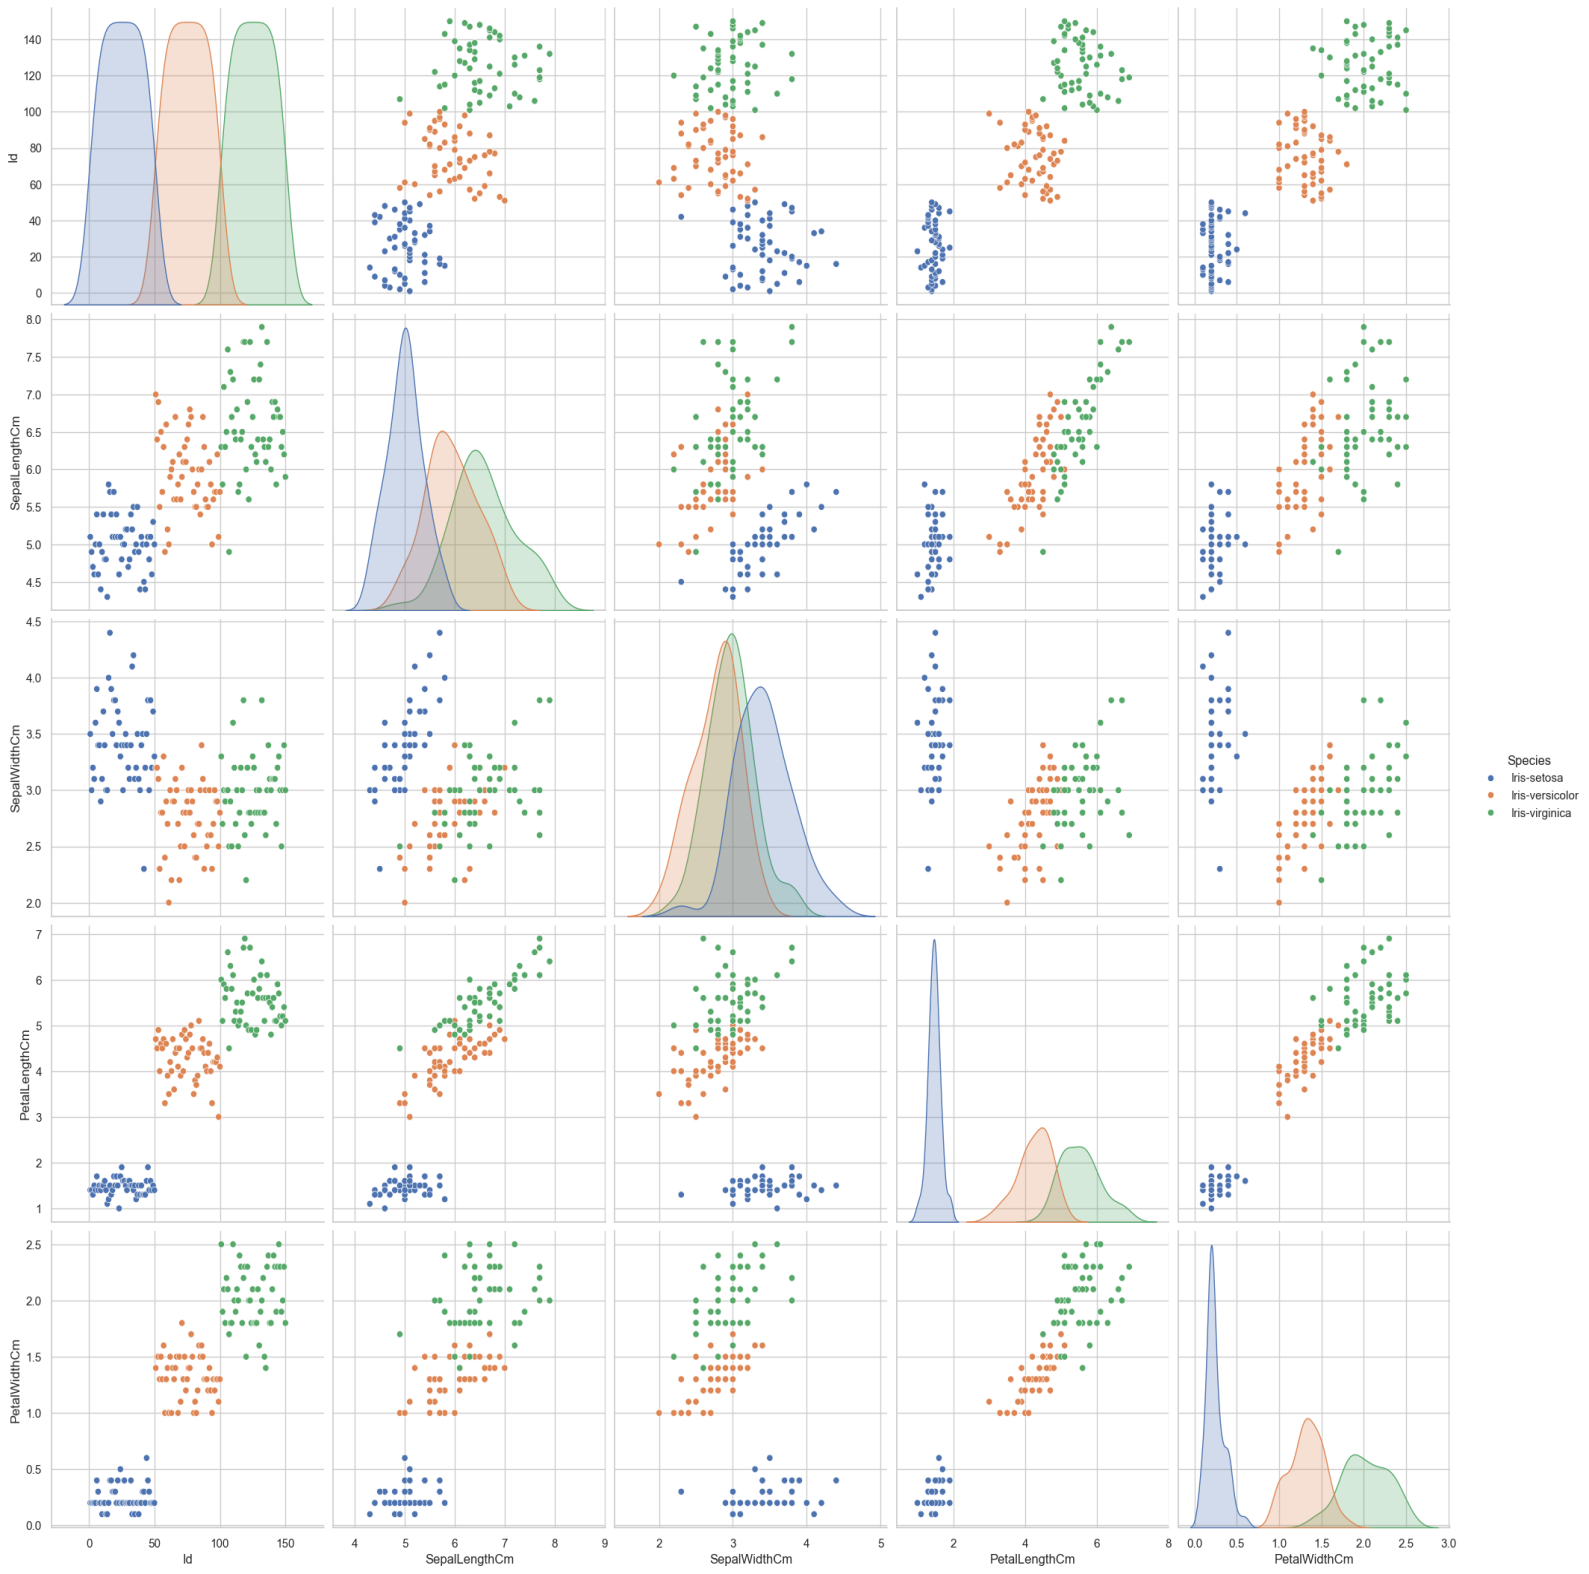 140
120
100
80
60
40
20
0
Id
8.0
7.5
7.0
6.5
6.0
5.5
5.0
4.5
SepalLengthCm
4.5
4.0
3.5
3.0
2.5
2.0
SepalWidthCm
Species
Iris-setosa
Iris-versicolor
Iris-virginica
7
6
5
4
3
2
1
PetalLengthCm
2.5
2.0
1.5
1.0
0.5
0.0
PetalWidthCm
0 50 100 150
4 5 6 7 8 9
2 3 4 5
2 4 6 8
0.0 0.5 1.0 1.5 2.0 2.5 3.0
Id
SepalLengthCm
SepalWidthCm
PetalLengthCm
PetalWidthCm